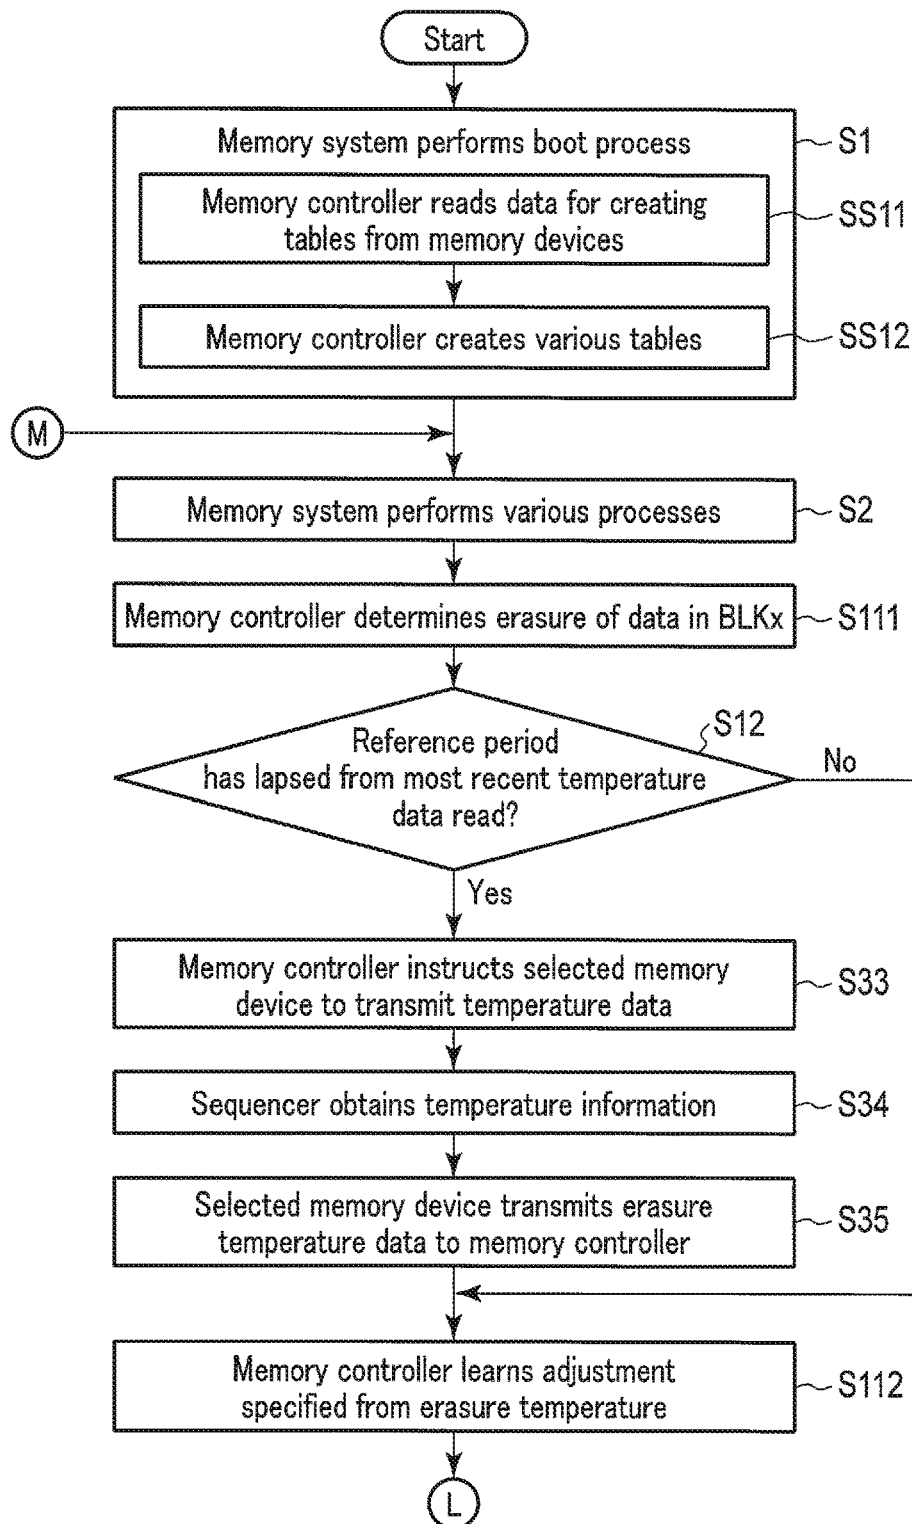 Start
Memory system performs boot process
S1
Memory controller reads data for creating
tables from memory devices
SS11
Memory controller creates various tables
SS12
M
Memory system performs various processes
S2
Memory controller determines erasure of data in BLKx
S111
S12
Reference period
has lapsed from most recent temperature
data read?
No
Yes
Memory controller instructs selected memory
device to transmit temperature data
S33
Sequencer obtains temperature information
S34
Selected memory device transmits erasure
temperature data to memory controller
S35
Memory controller learns adjustment
specified from erasure temperature
S112
L